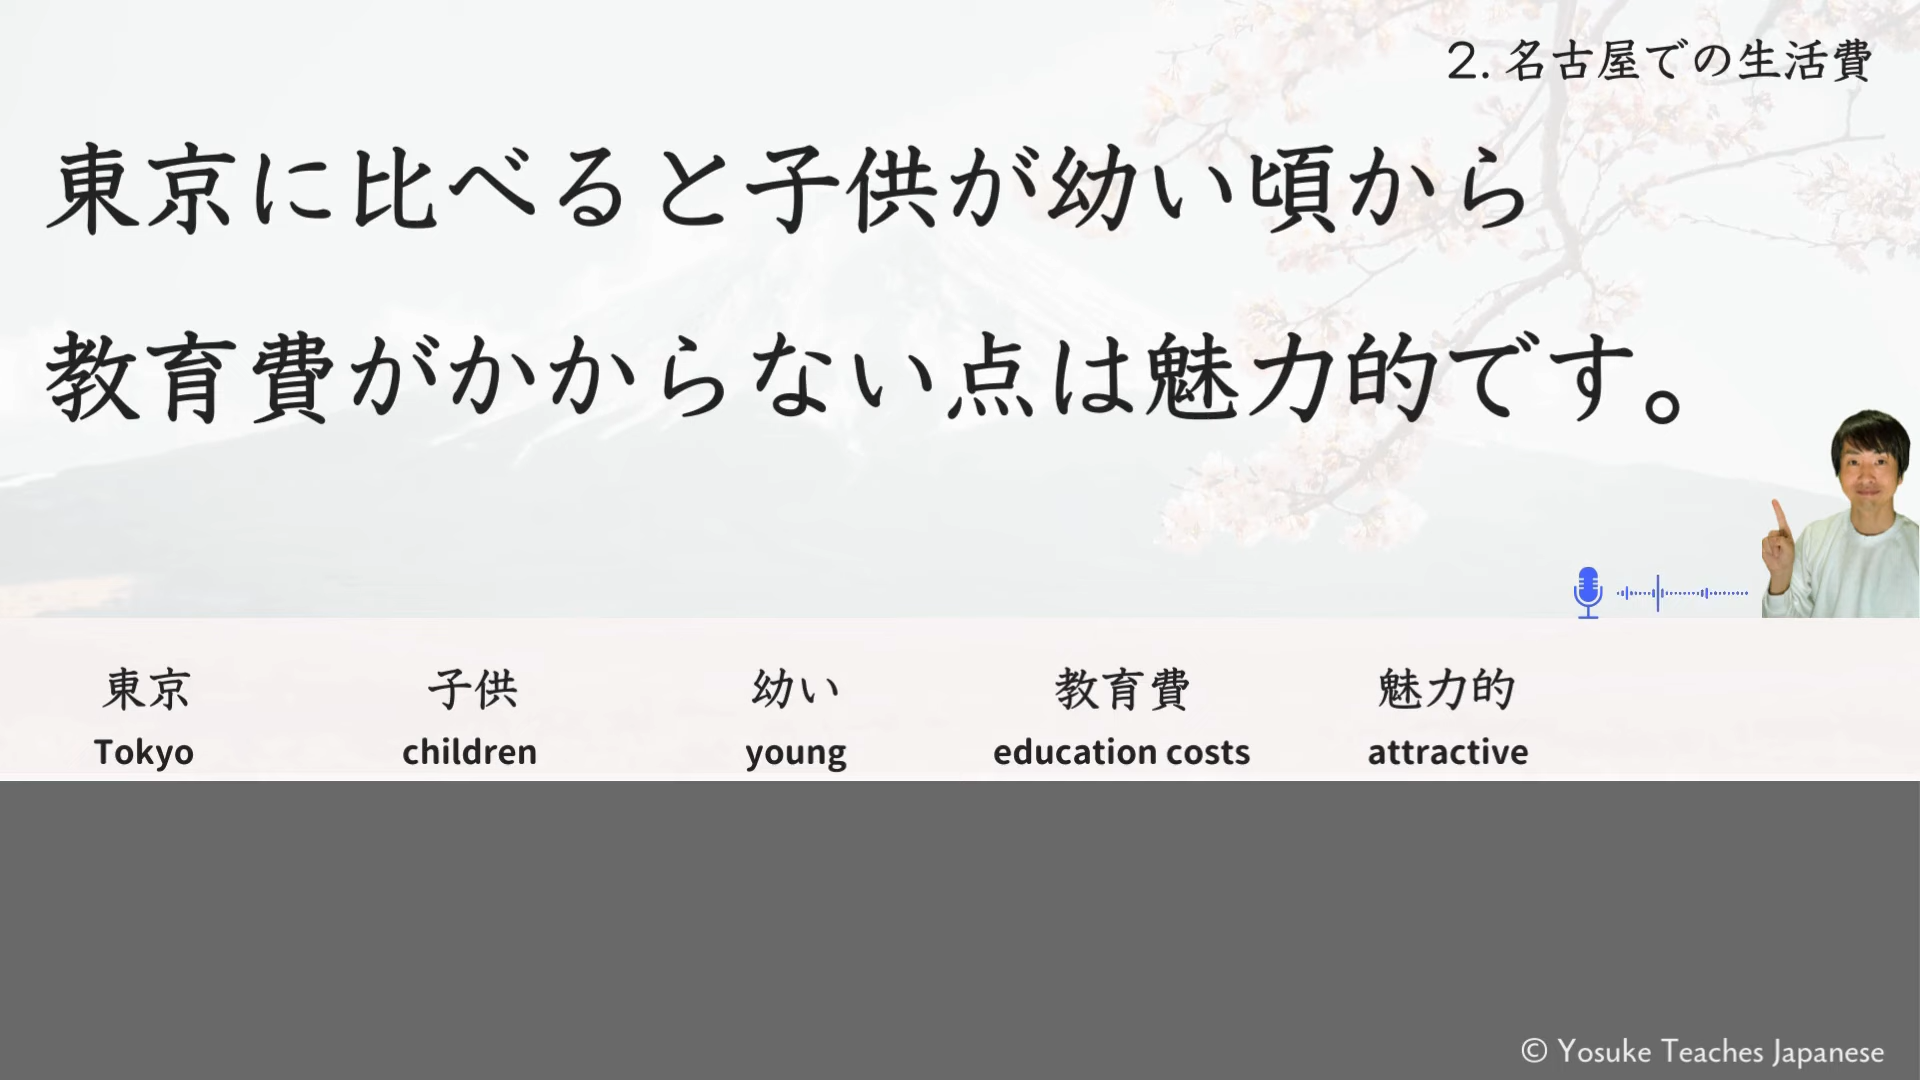 2. 名古屋での生活費
東京に比べると子供が幼い頃から
教育費がかからない点は魅力的です。
東京 子供 幼い 教育費 魅力的
Tokyo children young education costs attractive
© Yosuke Teaches Japanese